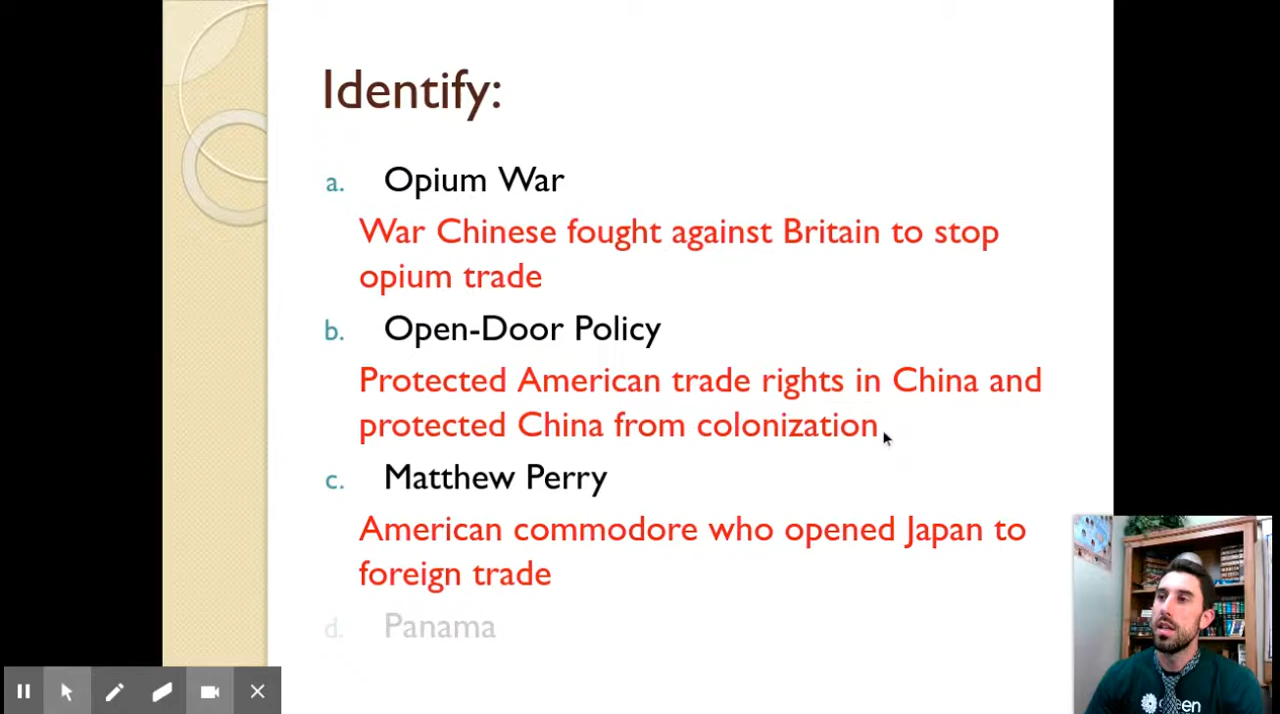 Identify:
a. Opium War
War Chinese fought against Britain to stop
opium trade
b. Open-Door Policy
Protected American trade rights in China and
protected China from colonization
c. Matthew Perry
American commodore who opened Japan to
foreign trade
d. Panama